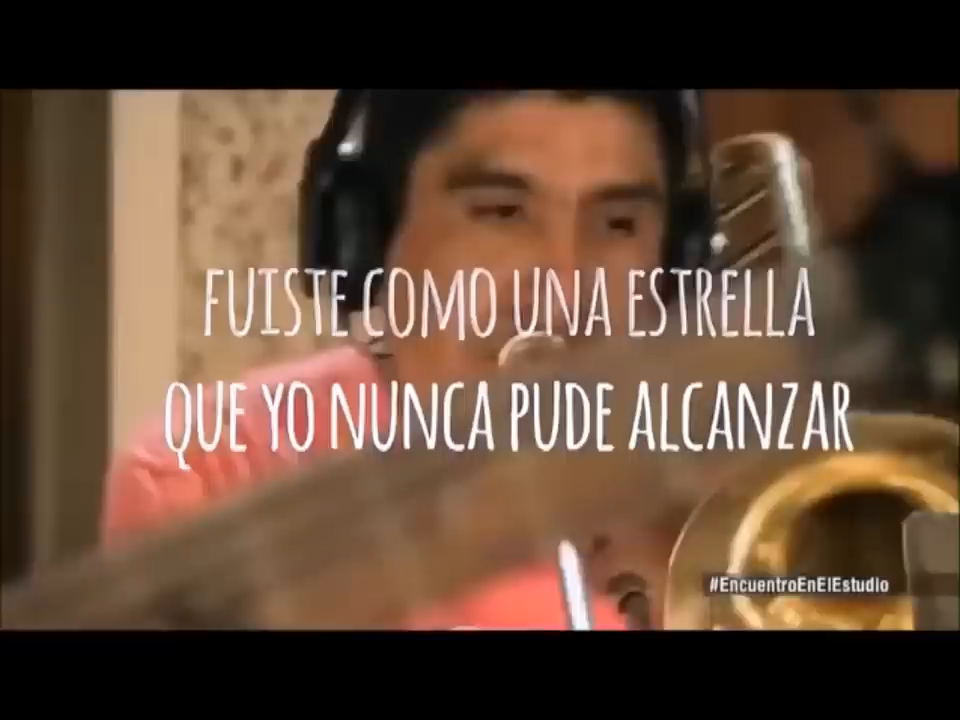 FUISTE COMO UNA ESTRELLA
QUE YO NUNCA PUDE ALCANZAR
#EncuentroEnElEstudio